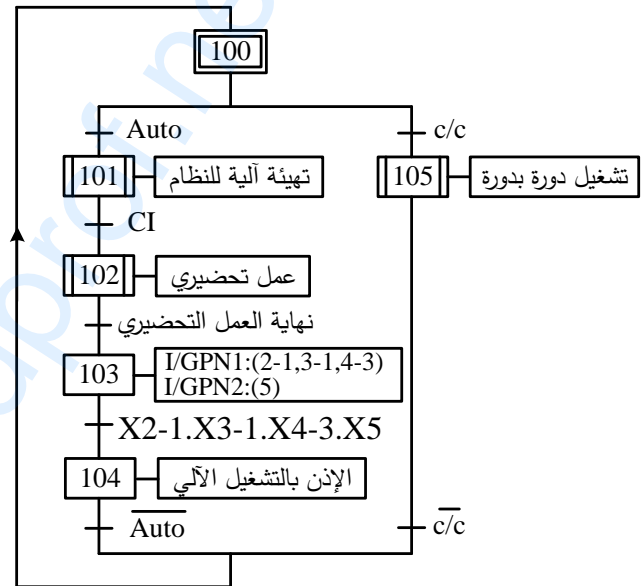 100
Auto
c/c
101
تهيئة آلية للنظام
105
تشغيل دورة بدورة
CI
102
عمل تحضيري
نهاية العمل التحضيري
103
I/GPN1:(2-1,3-1,4-3)
I/GPN2:(5)
X2-1.X3-1.X4-3.X5
104
الإذن بالتشغيل الآلي
A̅u̅t̅o̅
c̅/̅c̅